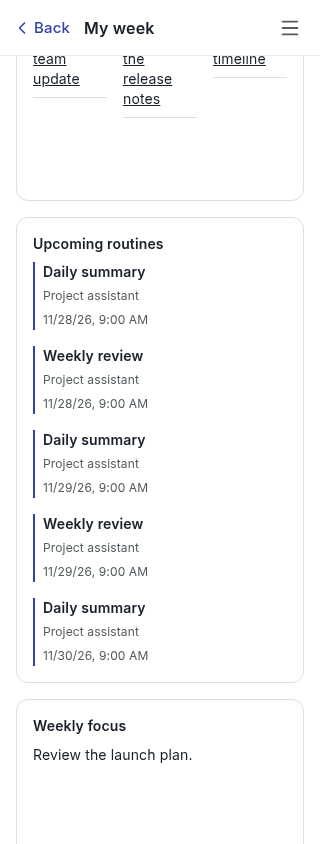 Back My week
team
update
the
release
notes
timeline
Upcoming routines
Daily summary
Project assistant
11/28/26, 9:00 AM
Weekly review
Project assistant
11/28/26, 9:00 AM
Daily summary
Project assistant
11/29/26, 9:00 AM
Weekly review
Project assistant
11/29/26, 9:00 AM
Daily summary
Project assistant
11/30/26, 9:00 AM
Weekly focus
Review the launch plan.